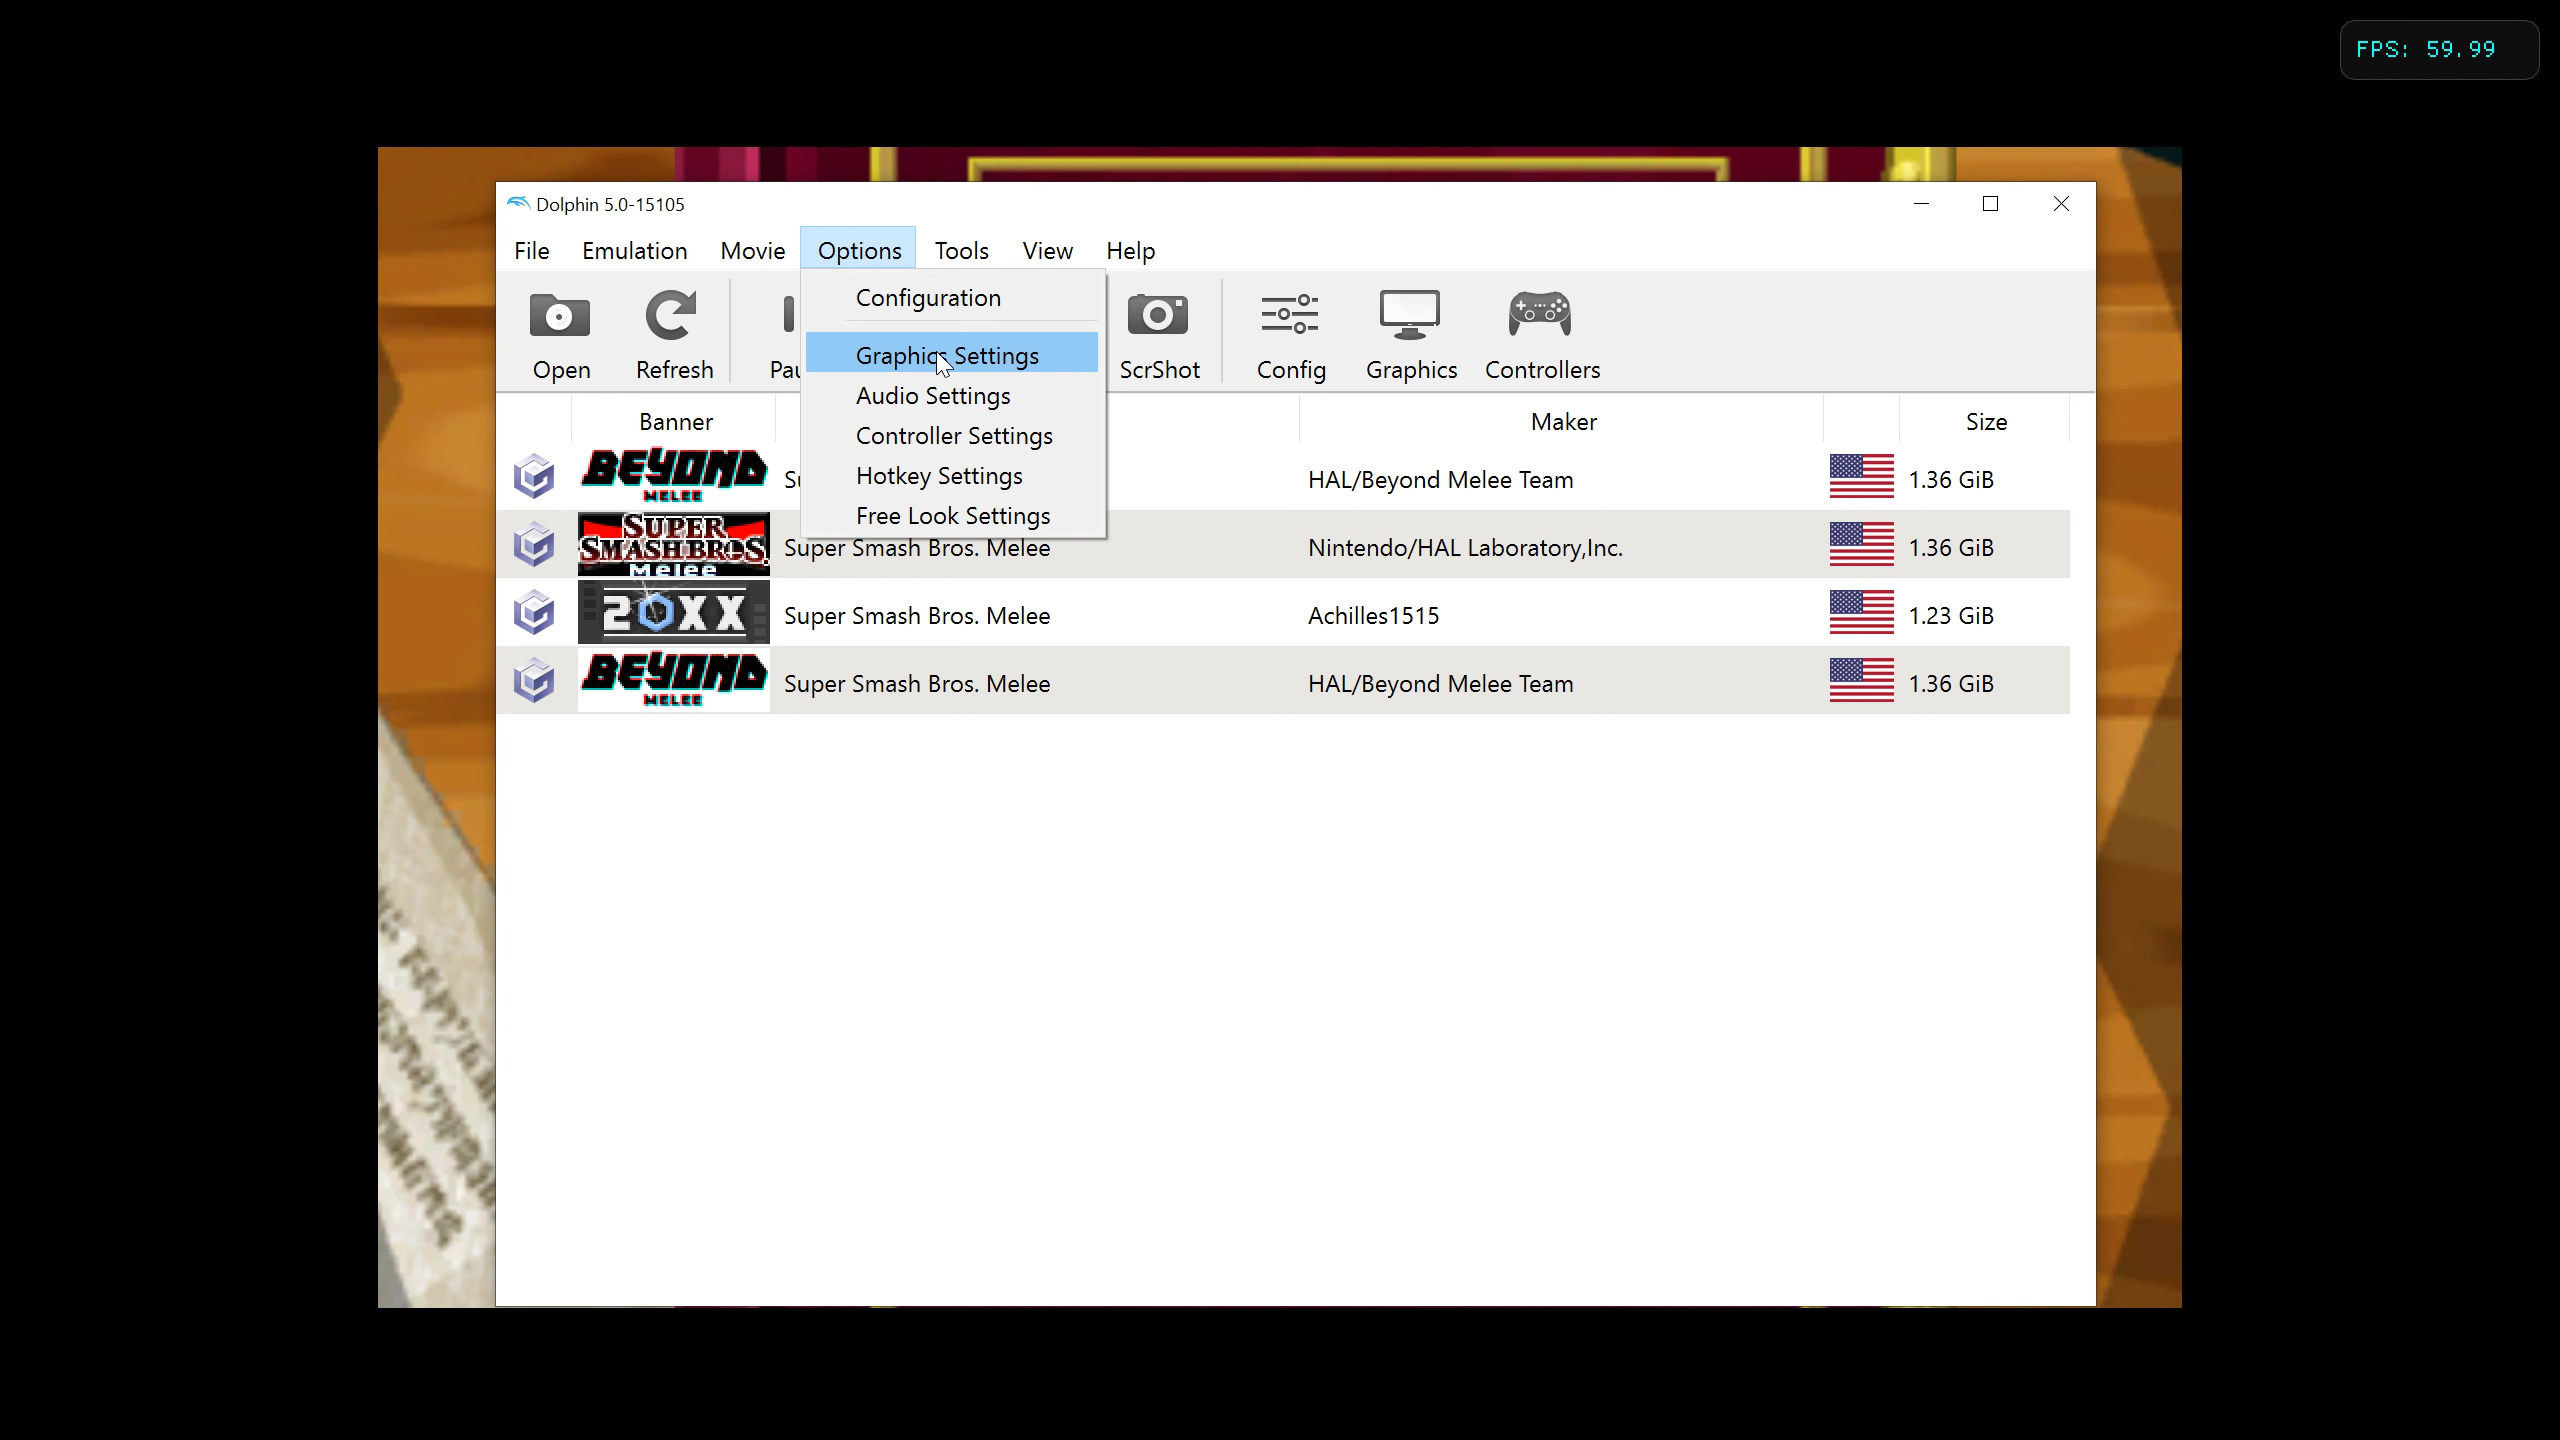 FPS: 59.99
Dolphin 5.0-15105
File Emulation Movie Options Tools View Help
Configuration
Graphics Settings
Audio Settings
Controller Settings
Hotkey Settings
Free Look Settings
Open Refresh Pau ScrShot Config Graphics Controllers
Banner Maker Size
BEYOND MELEE Su HAL/Beyond Melee Team 1.36 GiB
SUPER SMASH BROS. Melee Super Smash Bros. Melee Nintendo/HAL Laboratory,Inc. 1.36 GiB
20XX Super Smash Bros. Melee Achilles1515 1.23 GiB
BEYOND MELEE Super Smash Bros. Melee HAL/Beyond Melee Team 1.36 GiB